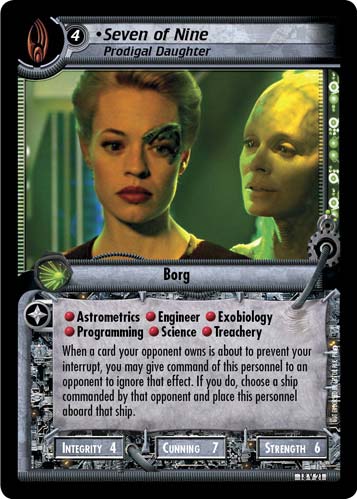 4 •Seven of Nine
Prodigal Daughter
Borg
Astrometrics Engineer Exobiology
Programming Science Treachery
When a card your opponent owns is about to prevent your
interrupt, you may give command of this personnel to an
opponent to ignore that effect. If you do, choose a ship
commanded by that opponent and place this personnel
aboard that ship.
INTEGRITY 4 CUNNING 7 STRENGTH 6